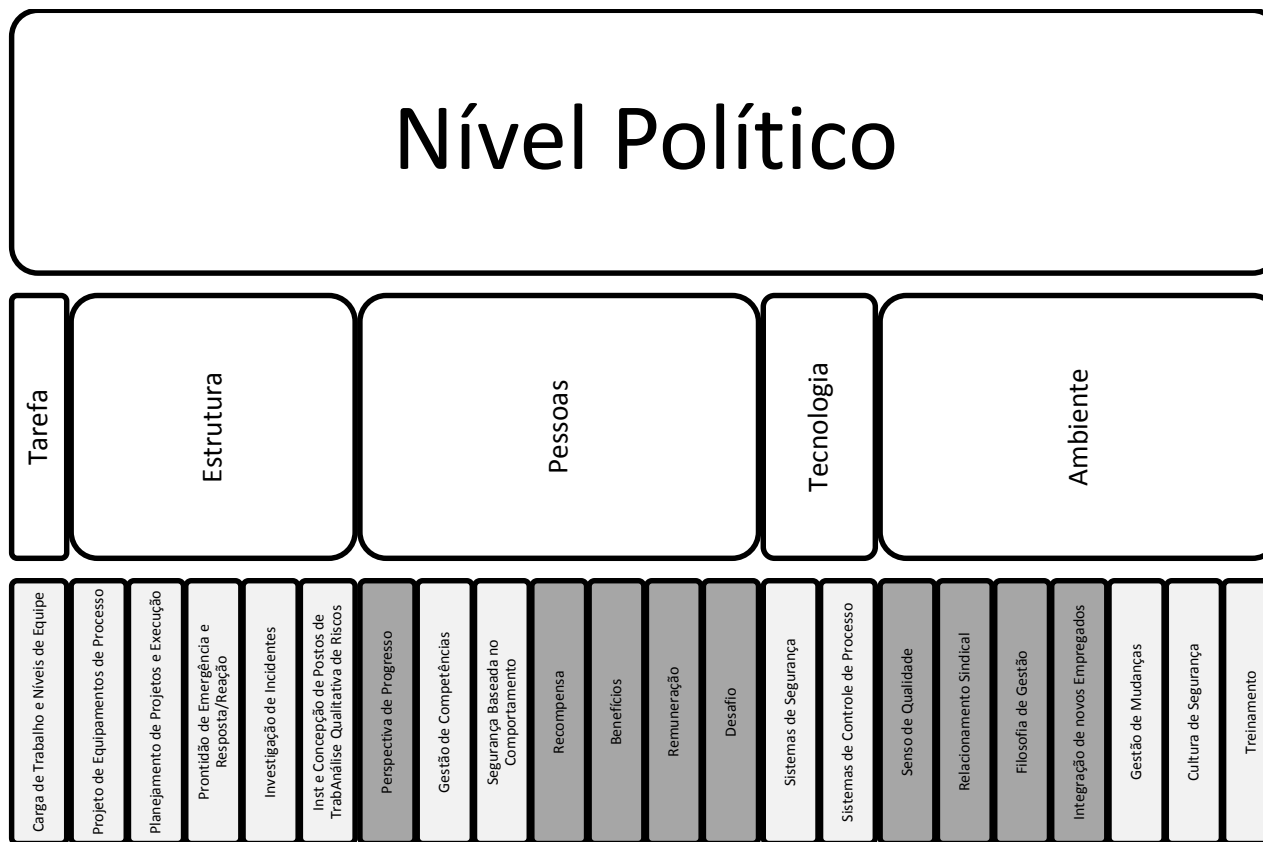 Nível Político
Tarefa
Estrutura
Pessoas
Tecnologia
Ambiente
Carga de Trabalho e Níveis de Equipe
Projeto de Equipamentos de Processo
Planejamento de Projetos e Execução
Prontidão de Emergência e
Resposta/Reação
Investigação de Incidentes
Inst e Concepção de Postos de
TrabAnálise Qualitativa de Riscos
Perspectiva de Progresso
Gestão de Competências
Segurança Baseada no
Comportamento
Recompensa
Benefícios
Remuneração
Desafio
Sistemas de Segurança
Sistemas de Controle de Processo
Senso de Qualidade
Relacionamento Sindical
Filosofia de Gestão
Integração de novos Empregados
Gestão de Mudanças
Cultura de Segurança
Treinamento